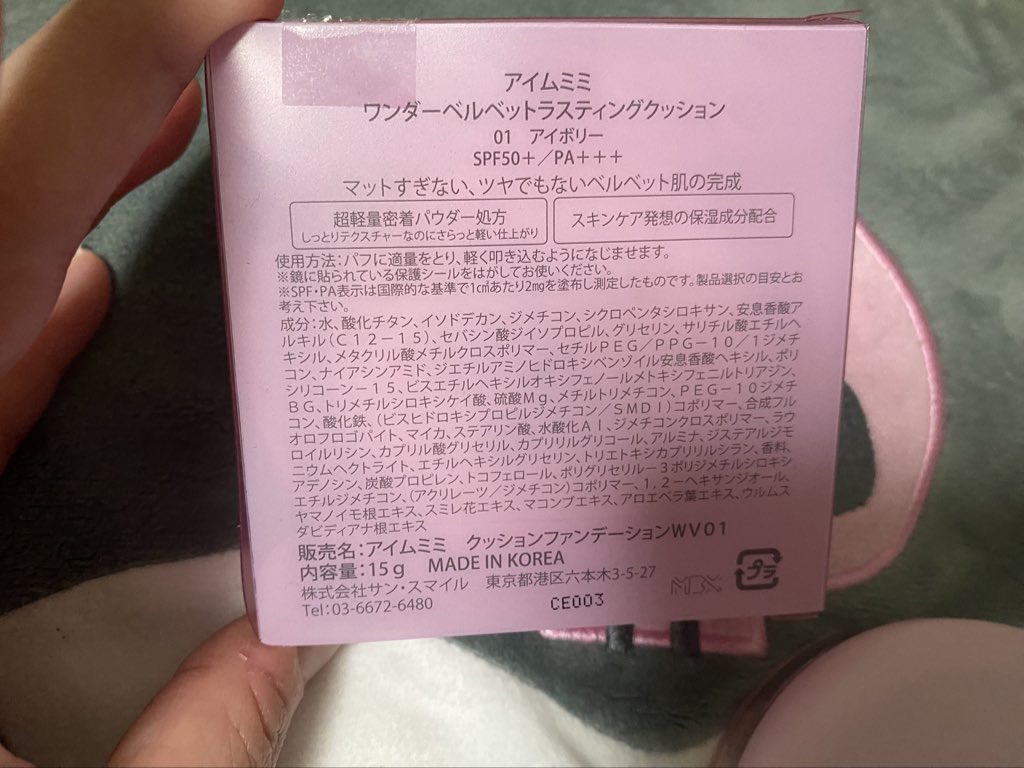 アイムミミ
ワンダーベルベットラスティングクッション
01 アイボリー
SPF50+/PA+++
マットすぎない、ツヤでもないベルベット肌の完成
超軽量密着パウダー処方
しっとりテクスチャーなのにさらっと軽い仕上がり
スキンケア発想の保湿成分配合
使用方法:パフに適量をとり、軽く叩き込むようになじませます。
※鏡に貼られている保護シールをはがしてお使いください。
※SPF・PA表示は国際的な基準で1c㎡あたり2mgを塗布し測定したものです。製品選択の目安とお
考え下さい。
成分:水、酸化チタン、イソドデカン、ジメチコン、シクロペンタシロキサン、安息香酸ア
ルキル(C12-15)、セバシン酸ジイソプロピル、グリセリン、サリチル酸エチルヘ
キシル、メタクリル酸メチルクロスポリマー、セチルPEG/PPG-10/1ジメチ
コン、ナイアシンアミド、ジエチルアミノヒドロキシベンゾイル安息香酸ヘキシル、ポリ
シリコーン-15、ビスエチルヘキシルオキシフェノールメトキシフェニルトリアジン、
BG、トリメチルシロキシケイ酸、硫酸Mg、メチルトリメチコン、PEG-10ジメチ
コン、酸化鉄、(ビスヒドロキシプロピルジメチコン/SMDI)コポリマー、合成フル
オロフロゴパイト、マイカ、ステアリン酸、水酸化Al、ジメチコンクロスポリマー、ラウ
ロイルリシン、カプリル酸グリセリル、カプリリルグリコール、アルミナ、ジステアルジモ
ニウムヘクトライト、エチルヘキシルグリセリン、トリエトキシカプリリルシラン、香料、
アデノシン、炭酸プロピレン、トコフェロール、ポリグリセリル-3ポリジメチルシロキシ
エチルジメチコン、(アクリレーツ/ジメチコン)コポリマー、1,2-ヘキサンジオール、
ヤマノイモ根エキス、スミレ花エキス、マコンブエキス、アロエベラ葉エキス、ウルムス
ダビディアナ根エキス
販売名:アイムミミ クッションファンデーションWV01
内容量:15g MADE IN KOREA
株式会社サン・スマイル 東京都港区六本木3-5-27
Tel:03-6672-6480
CE003
MBX
プラ